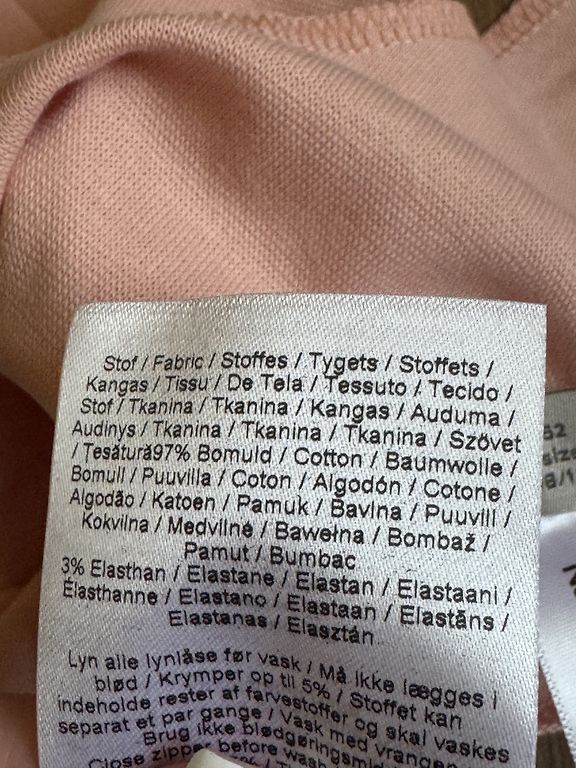 Stof / Fabric / Stoffes / Tygets / Stoffets /
Kangas / Tissu / De Tela / Tessuto / Tecido /
Stof / Tkanina / Tkanina / Kangas / Auduma /
Audinys / Tkanina / Tkanina / Tkanina / Szövet
/ Tesătură97% Bomuld / Cotton / Baumwolle /
Bomull / Puuvilla / Coton / Algodón / Cotone /
Algodão / Katoen / Pamuk / Bavlna / Puuvill /
Kokvilna / Medvilnė / Bawełna / Bombaž /
Pamut / Bumbac
3% Elasthan / Elastane / Elastan / Elastaani /
Élasthanne / Elastano / Elastaan / Elastāns /
Elastanas / Elasztán
Lyn alle lynlåse før vask / Må ikke lægges i
blød / Krymper op til 5% / Stoffet kan
indeholde rester af farvestoffer og skal vaskes
separat et par gange / Vask med vrangen
Brug ikke blødgøringsmid
Close zipper before wash